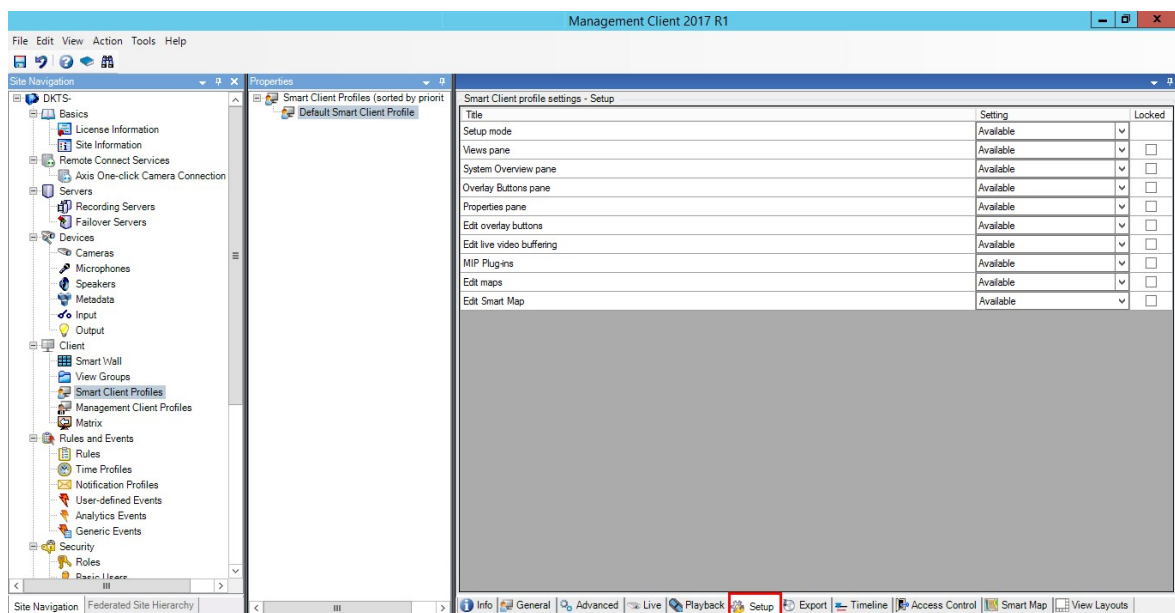 Management Client 2017 R1
File Edit View Action Tools Help
Site Navigation
DKTS-
Basics
License Information
Site Information
Remote Connect Services
Axis One-click Camera Connection
Servers
Recording Servers
Failover Servers
Devices
Cameras
Microphones
Speakers
Metadata
Input
Output
Client
Smart Wall
View Groups
Smart Client Profiles
Management Client Profiles
Matrix
Rules and Events
Rules
Time Profiles
Notification Profiles
User-defined Events
Analytics Events
Generic Events
Security
Roles
Basic Users
Site Navigation Federated Site Hierarchy
Properties
Smart Client Profiles (sorted by priorit
Default Smart Client Profile
Smart Client profile settings - Setup
Title Setting Locked
Setup mode Available
Views pane Available
System Overview pane Available
Overlay Buttons pane Available
Properties pane Available
Edit overlay buttons Available
Edit live video buffering Available
MIP Plug-ins Available
Edit maps Available
Edit Smart Map Available
Info General Advanced Live Playback Setup Export Timeline Access Control Smart Map View Layouts